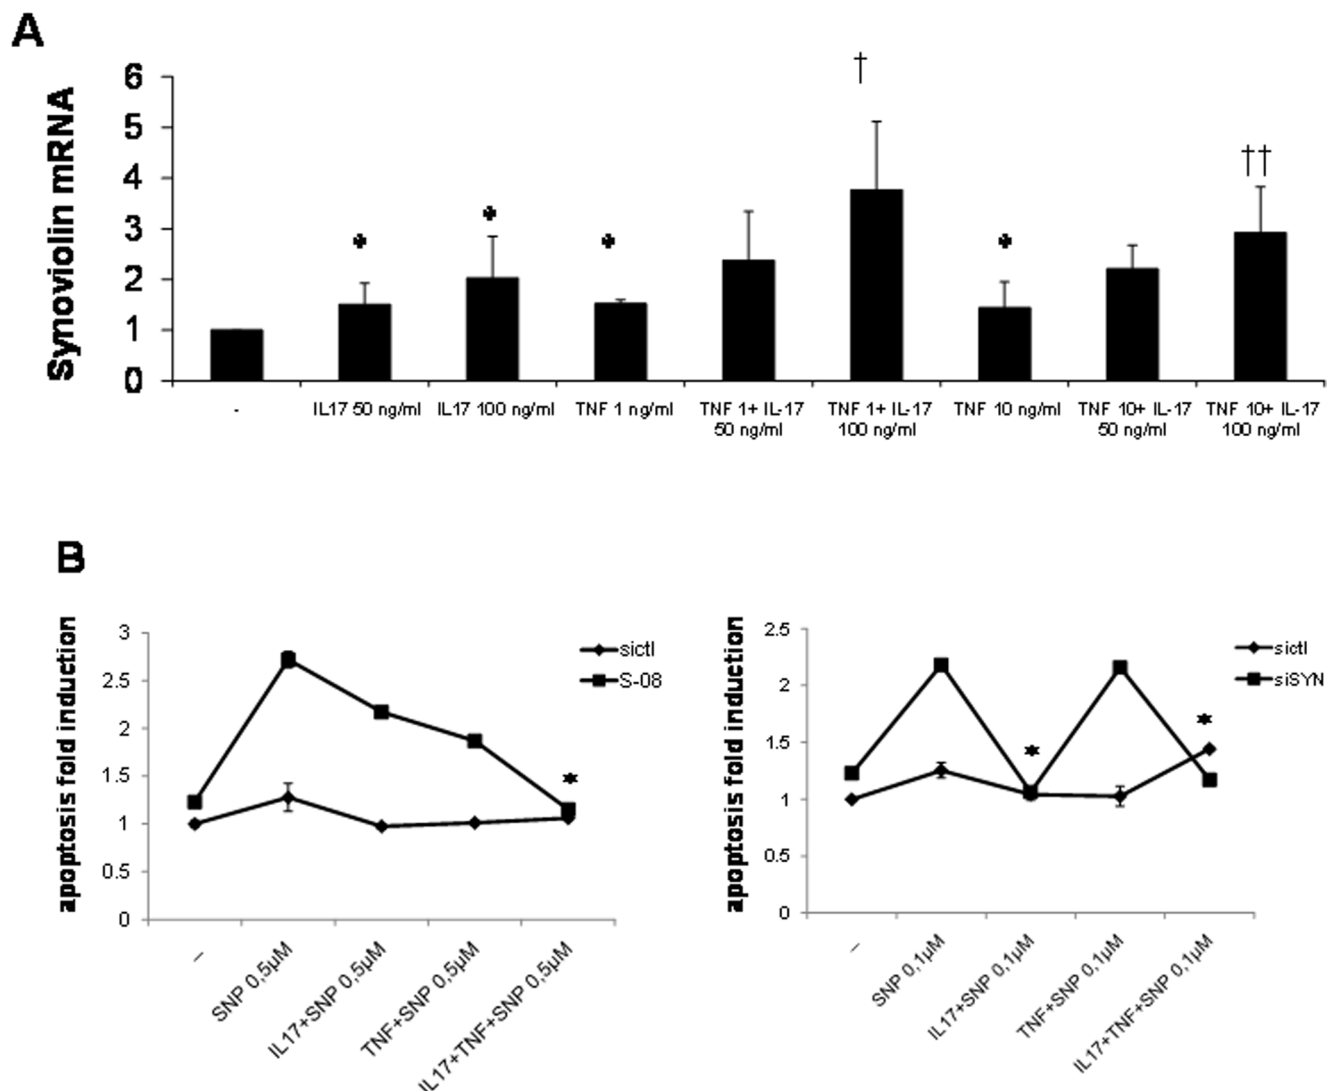 A
Synoviolin mRNA
6
5
4
3
2
1
0
*
*
*
†
*
††
-
IL17 50 ng/ml
IL17 100 ng/ml
TNF 1 ng/ml
TNF 1+ IL-17
50 ng/ml
TNF 1+ IL-17
100 ng/ml
TNF 10 ng/ml
TNF 10+ IL-17
50 ng/ml
TNF 10+ IL-17
100 ng/ml
B
apoptosis fold induction
3
2.5
2
1.5
1
0.5
0
sictl
S-08
*
–
SNP 0,5µM
IL17+SNP 0,5µM
TNF+SNP 0,5µM
IL17+TNF+SNP 0,5µM
apoptosis fold induction
2.5
2
1.5
1
0.5
0
sictl
siSYN
*
*
–
SNP 0,1µM
IL17+SNP 0,1µM
TNF+SNP 0,1µM
IL17+TNF+SNP 0,1µM